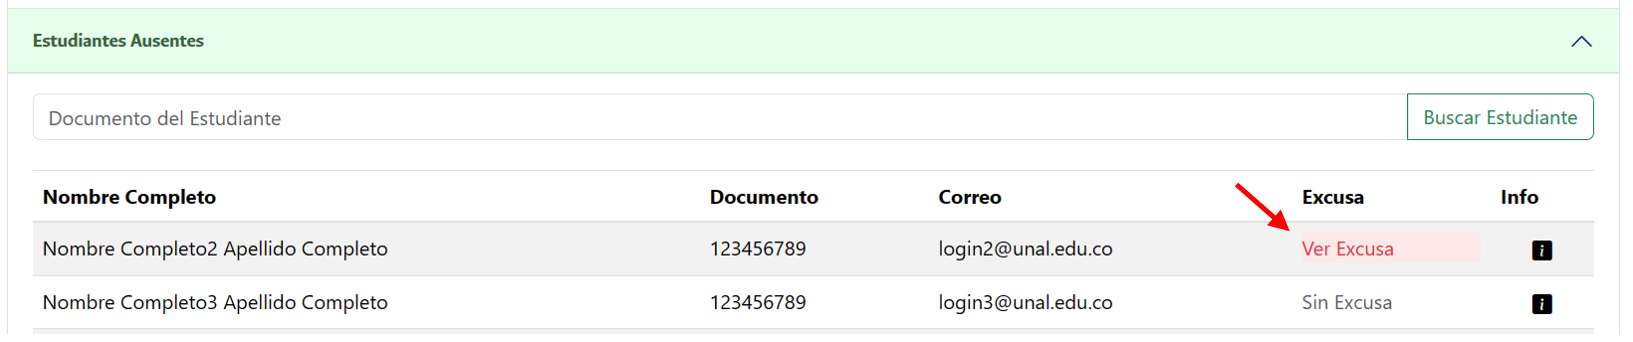 Estudiantes Ausentes
Documento del Estudiante Buscar Estudiante
Nombre Completo Documento Correo Excusa Info
Nombre Completo2 Apellido Completo 123456789 login2@unal.edu.co Ver Excusa i
Nombre Completo3 Apellido Completo 123456789 login3@unal.edu.co Sin Excusa i